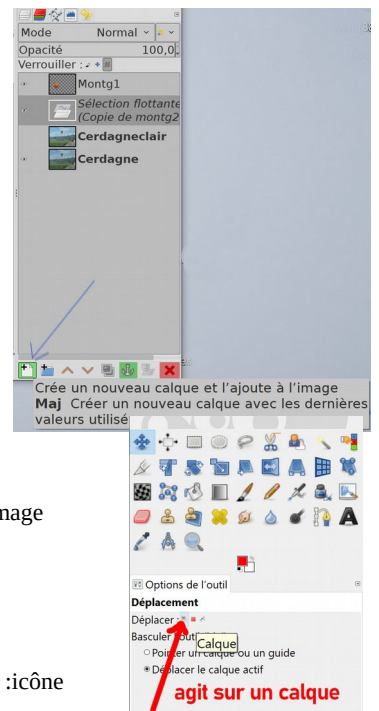 Mode Normal
Opacité 100,0
Verrouiller :
Montg1
Sélection flottante
(Copie de montg2
Cerdagneclair
Cerdagne
Crée un nouveau calque et l'ajoute à l'image
Maj Créer un nouveau calque avec les dernières
valeurs utilisé
mage
Options de l'outil
Déplacement
Déplacer :
Basculer
Calque
Pointer un calque ou un guide
Déplacer le calque actif
:icône
agit sur un calque